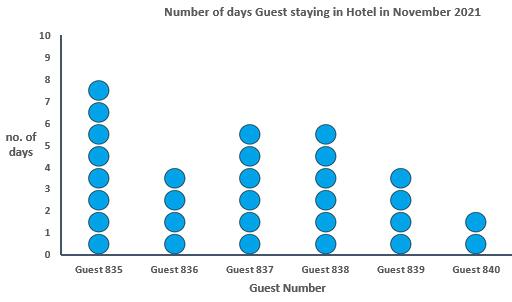 Number of days Guest staying in Hotel in November 2021
10
9
8
7
6
5
4
3
2
1
0
no. of
days
Guest 835 Guest 836 Guest 837 Guest 838 Guest 839 Guest 840
Guest Number